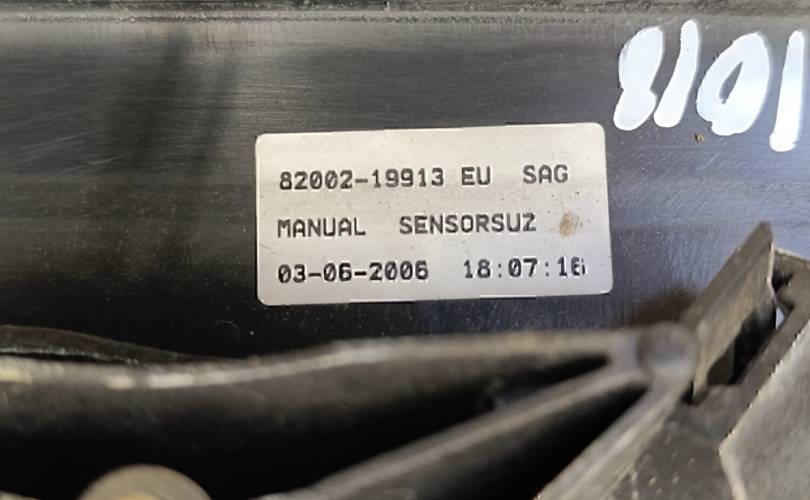 82002-19913 EU SAG
MANUAL SENSORSUZ
03-06-2006 18:07:16